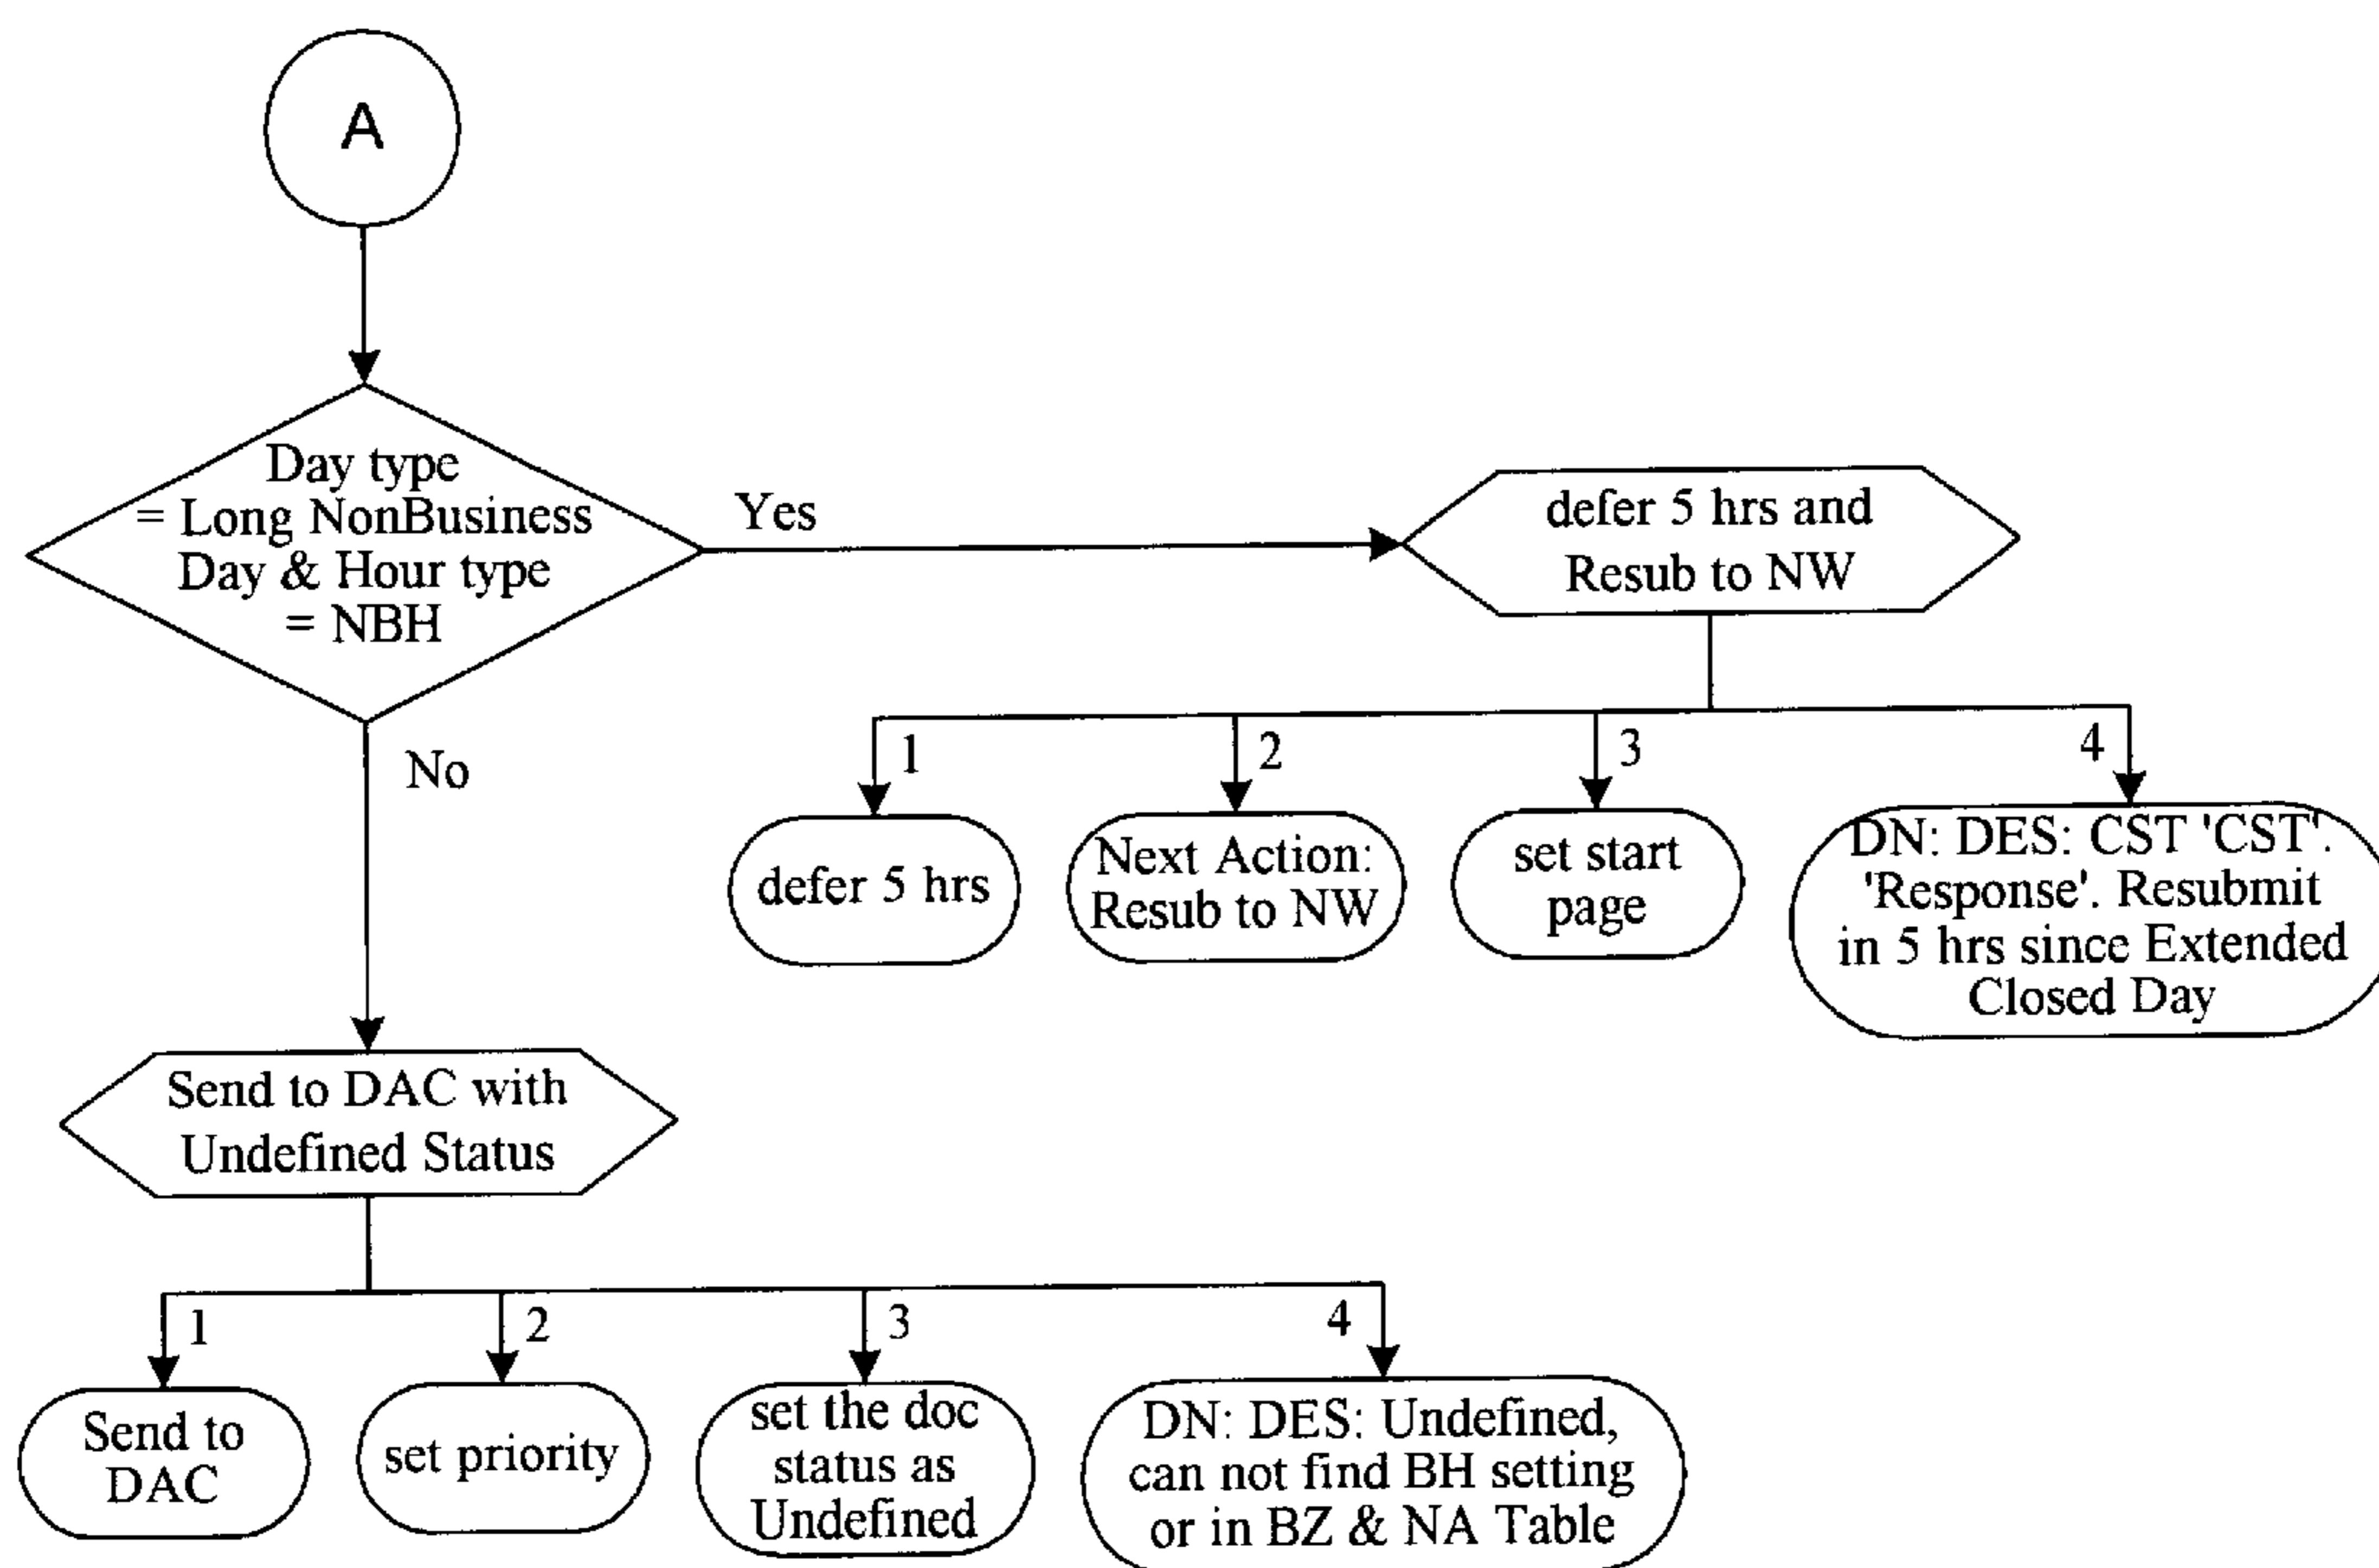 A
Day type
= Long NonBusiness
Day & Hour type
= NBH
Yes
defer 5 hrs and
Resub to NW
No
1
2
3
4
defer 5 hrs
Next Action:
Resub to NW
set start
page
DN: DES: CST 'CST'.
'Response'. Resubmit
in 5 hrs since Extended
Closed Day
Send to DAC with
Undefined Status
1
2
3
4
Send to
DAC
set priority
set the doc
status as
Undefined
DN: DES: Undefined,
can not find BH setting
or in BZ & NA Table